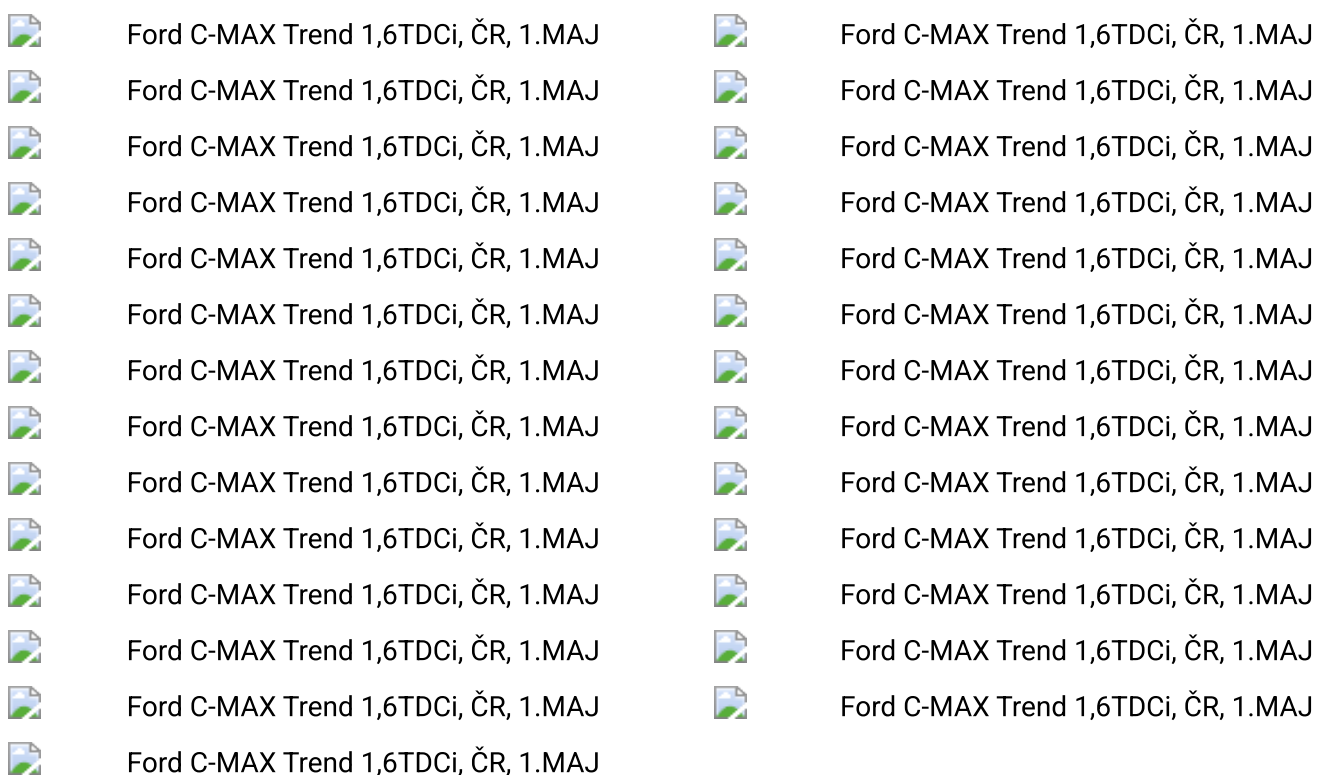 Ford C-MAX Trend 1,6TDCi, ČR, 1.MAJ Ford C-MAX Trend 1,6TDCi, ČR, 1.MAJ
Ford C-MAX Trend 1,6TDCi, ČR, 1.MAJ Ford C-MAX Trend 1,6TDCi, ČR, 1.MAJ
Ford C-MAX Trend 1,6TDCi, ČR, 1.MAJ Ford C-MAX Trend 1,6TDCi, ČR, 1.MAJ
Ford C-MAX Trend 1,6TDCi, ČR, 1.MAJ Ford C-MAX Trend 1,6TDCi, ČR, 1.MAJ
Ford C-MAX Trend 1,6TDCi, ČR, 1.MAJ Ford C-MAX Trend 1,6TDCi, ČR, 1.MAJ
Ford C-MAX Trend 1,6TDCi, ČR, 1.MAJ Ford C-MAX Trend 1,6TDCi, ČR, 1.MAJ
Ford C-MAX Trend 1,6TDCi, ČR, 1.MAJ Ford C-MAX Trend 1,6TDCi, ČR, 1.MAJ
Ford C-MAX Trend 1,6TDCi, ČR, 1.MAJ Ford C-MAX Trend 1,6TDCi, ČR, 1.MAJ
Ford C-MAX Trend 1,6TDCi, ČR, 1.MAJ Ford C-MAX Trend 1,6TDCi, ČR, 1.MAJ
Ford C-MAX Trend 1,6TDCi, ČR, 1.MAJ Ford C-MAX Trend 1,6TDCi, ČR, 1.MAJ
Ford C-MAX Trend 1,6TDCi, ČR, 1.MAJ Ford C-MAX Trend 1,6TDCi, ČR, 1.MAJ
Ford C-MAX Trend 1,6TDCi, ČR, 1.MAJ Ford C-MAX Trend 1,6TDCi, ČR, 1.MAJ
Ford C-MAX Trend 1,6TDCi, ČR, 1.MAJ Ford C-MAX Trend 1,6TDCi, ČR, 1.MAJ
Ford C-MAX Trend 1,6TDCi, ČR, 1.MAJ